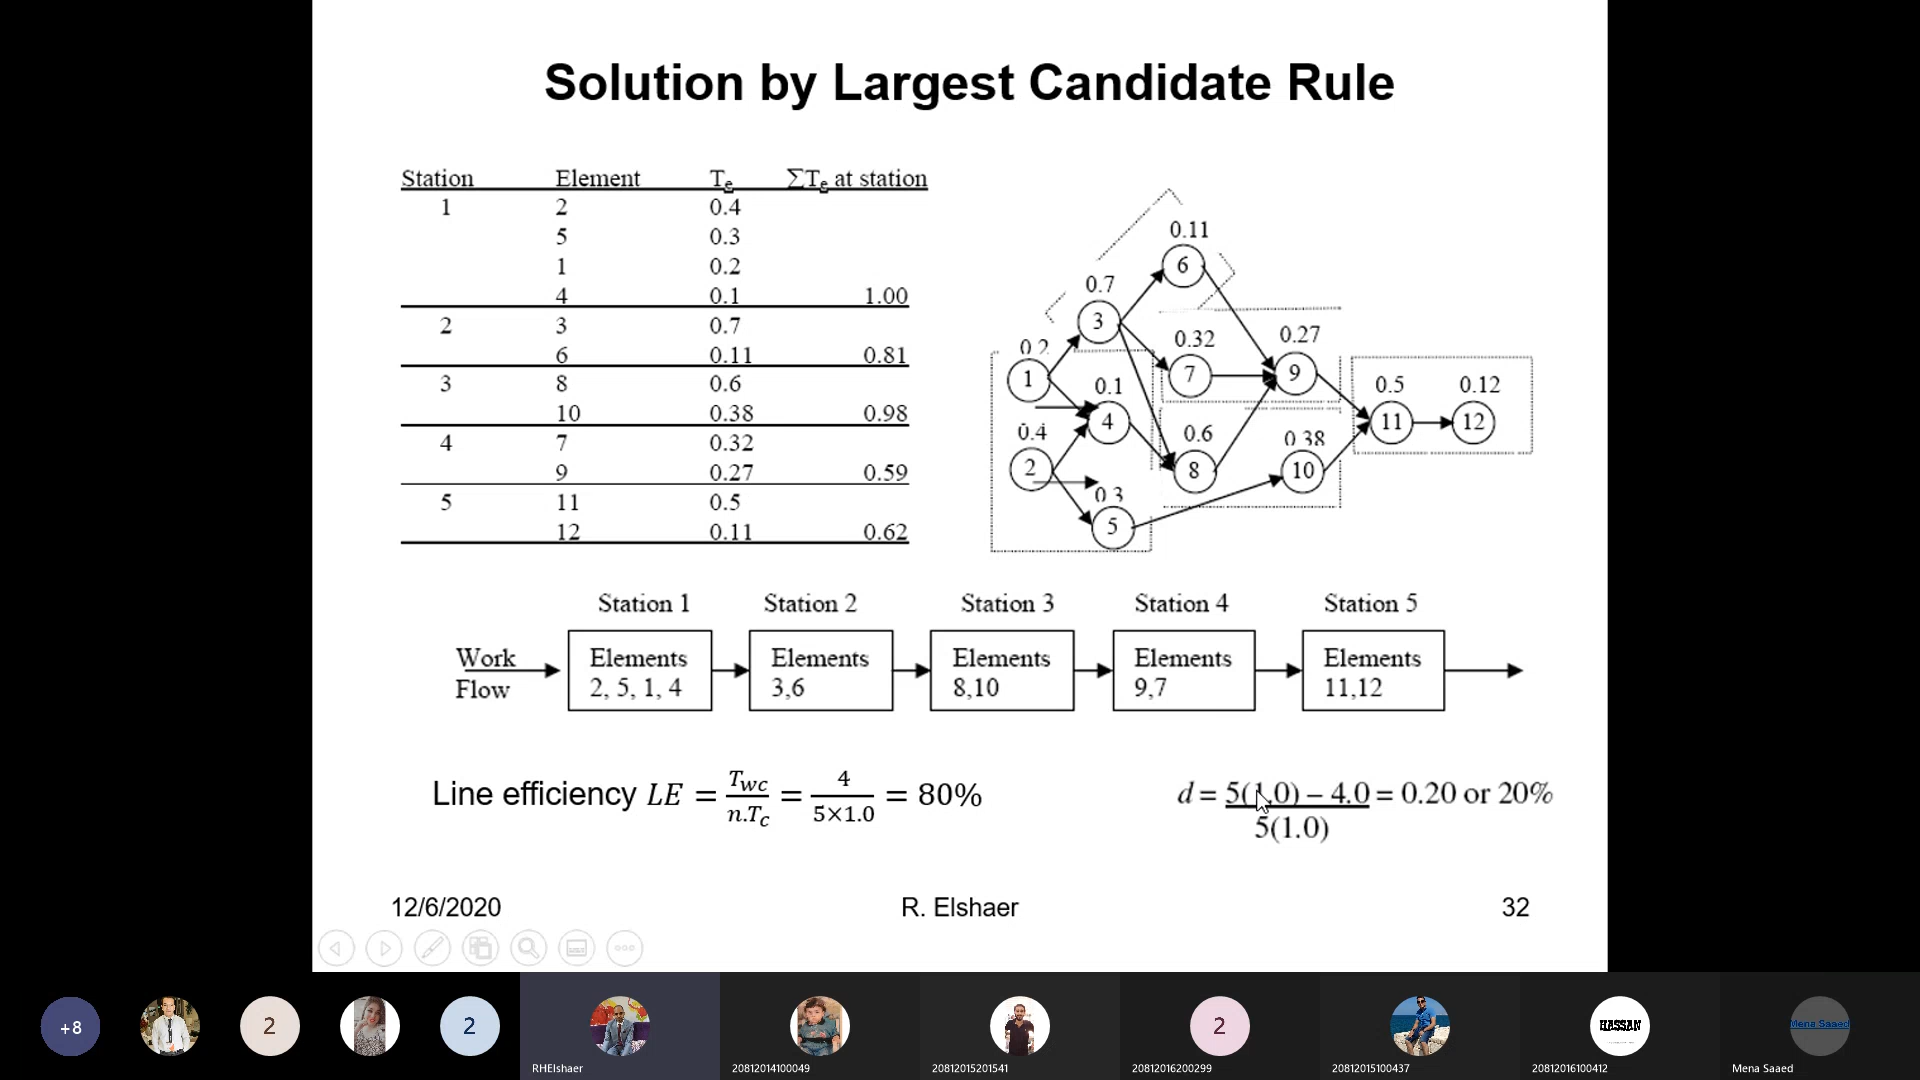 Solution by Largest Candidate Rule
Station Element Te ΣTe at station
1 2 0.4
5 0.3
1 0.2
4 0.1 1.00
2 3 0.7
6 0.11 0.81
3 8 0.6
10 0.38 0.98
4 7 0.32
9 0.27 0.59
5 11 0.5
12 0.11 0.62
0.11
6
0.7
3
0.32
7
0.27
9
0.2
1
0.1
4
0.5
11
0.12
12
0.4
2
0.6
8
0.38
10
0.3
5
Station 1 Station 2 Station 3 Station 4 Station 5
Work
Flow
Elements
2, 5, 1, 4
Elements
3,6
Elements
8,10
Elements
9,7
Elements
11,12
Line efficiency LE = Twc / n.Tc = 4 / 5×1.0 = 80%
d = 5(1.0) – 4.0 = 0.20 or 20%
5(1.0)
12/6/2020 R. Elshaer 32
+8 2 2 2 HASSAN Mena Saaed
RHElshaer 20812014100049 20812015201541 20812016200299 20812015100437 20812016100412 Mena Saaed